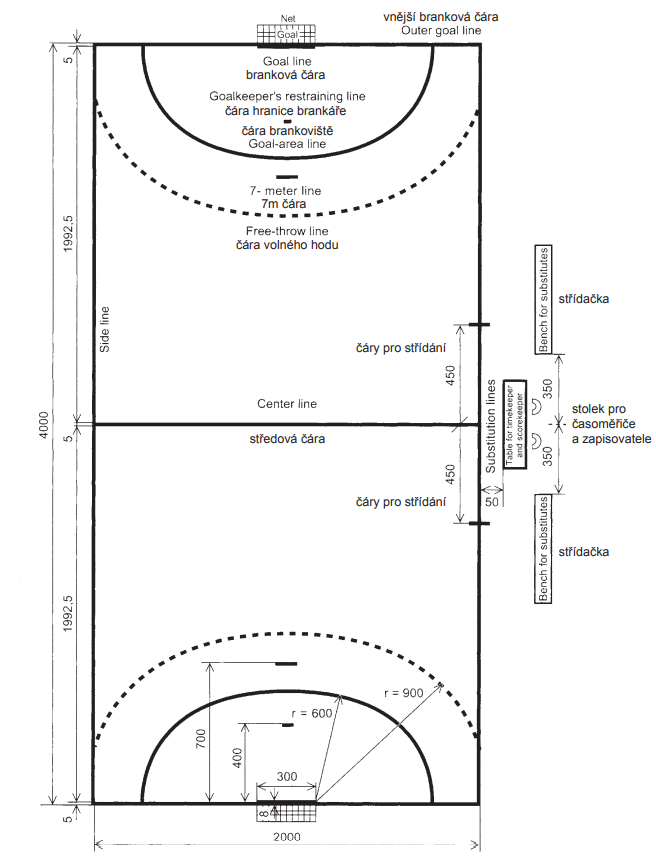 Net
Goal
vnější branková čára
Outer goal line
5
Goal line
branková čára
Goalkeeper's restraining line
čára hranice brankáře
čára brankoviště
Goal-area line
7- meter line
7m čára
Free-throw line
čára volného hodu
1992,5
Side line
Bench for substitutes
střídačka
čáry pro střídání
450
350
Center line
4000
5
středová čára
Substitution lines
Table for timekeeper
and scorekeeper
stolek pro
časoměřiče
a zapisovatele
450
350
50
čáry pro střídání
Bench for substitutes
střídačka
1992,5
r = 900
r = 600
700
400
300
8
5
2000